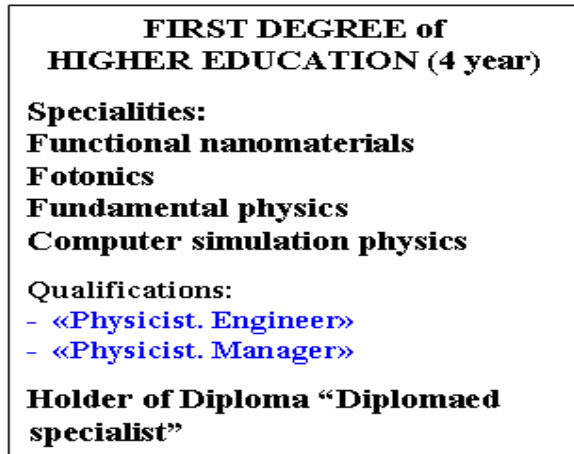 FIRST DEGREE of
HIGHER EDUCATION (4 year)
Specialities:
Functional nanomaterials
Fotonics
Fundamental physics
Computer simulation physics
Qualifications:
- «Physicist. Engineer»
- «Physicist. Manager»
Holder of Diploma “Diplomaed
specialist”